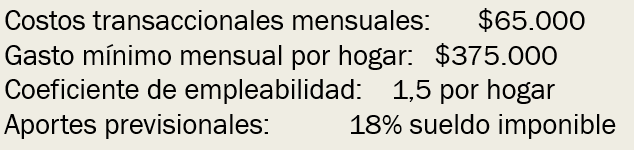 Costos transaccionales mensuales: $65.000
Gasto mínimo mensual por hogar: $375.000
Coeficiente de empleabilidad: 1,5 por hogar
Aportes previsionales: 18% sueldo imponible